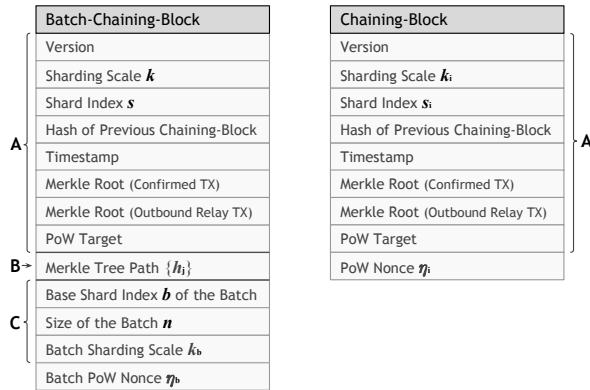 Batch-Chaining-Block
Version
Sharding Scale k
Shard Index s
Hash of Previous Chaining-Block
A
Timestamp
Merkle Root (Confirmed TX)
Merkle Root (Outbound Relay TX)
PoW Target
B
Merkle Tree Path {hj}
Base Shard Index b of the Batch
C
Size of the Batch n
Batch Sharding Scale kb
Batch PoW Nonce ηb
Chaining-Block
Version
Sharding Scale ki
Shard Index si
Hash of Previous Chaining-Block
A
Timestamp
Merkle Root (Confirmed TX)
Merkle Root (Outbound Relay TX)
PoW Target
PoW Nonce ηi